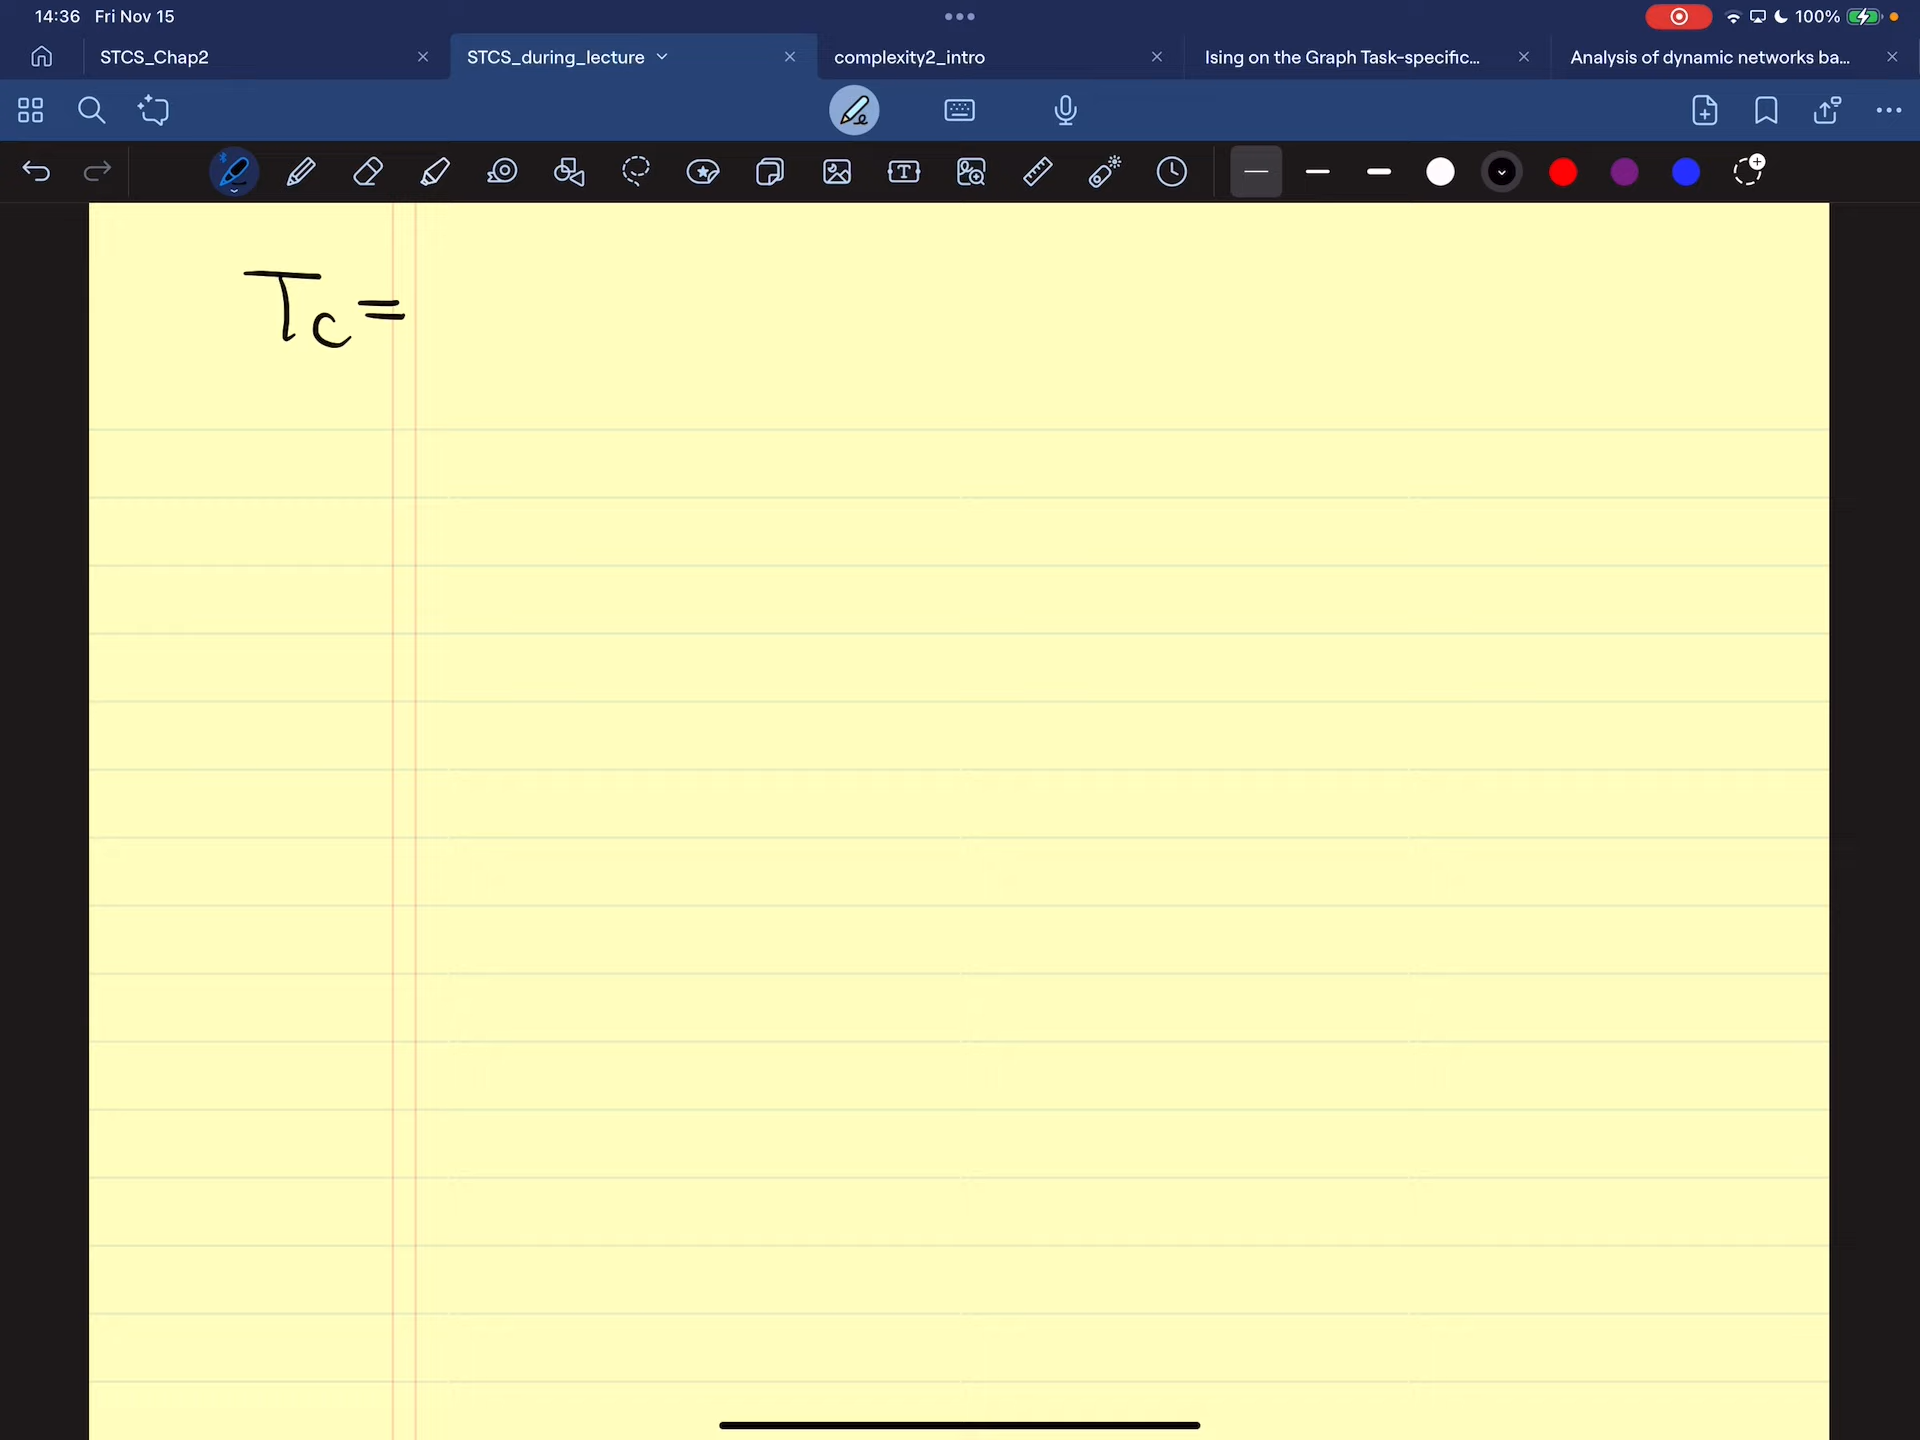 14:36 Fri Nov 15 100%
STCS_Chap2 STCS_during_lecture complexity2_intro Ising on the Graph Task-specific... Analysis of dynamic networks ba...
Tc=